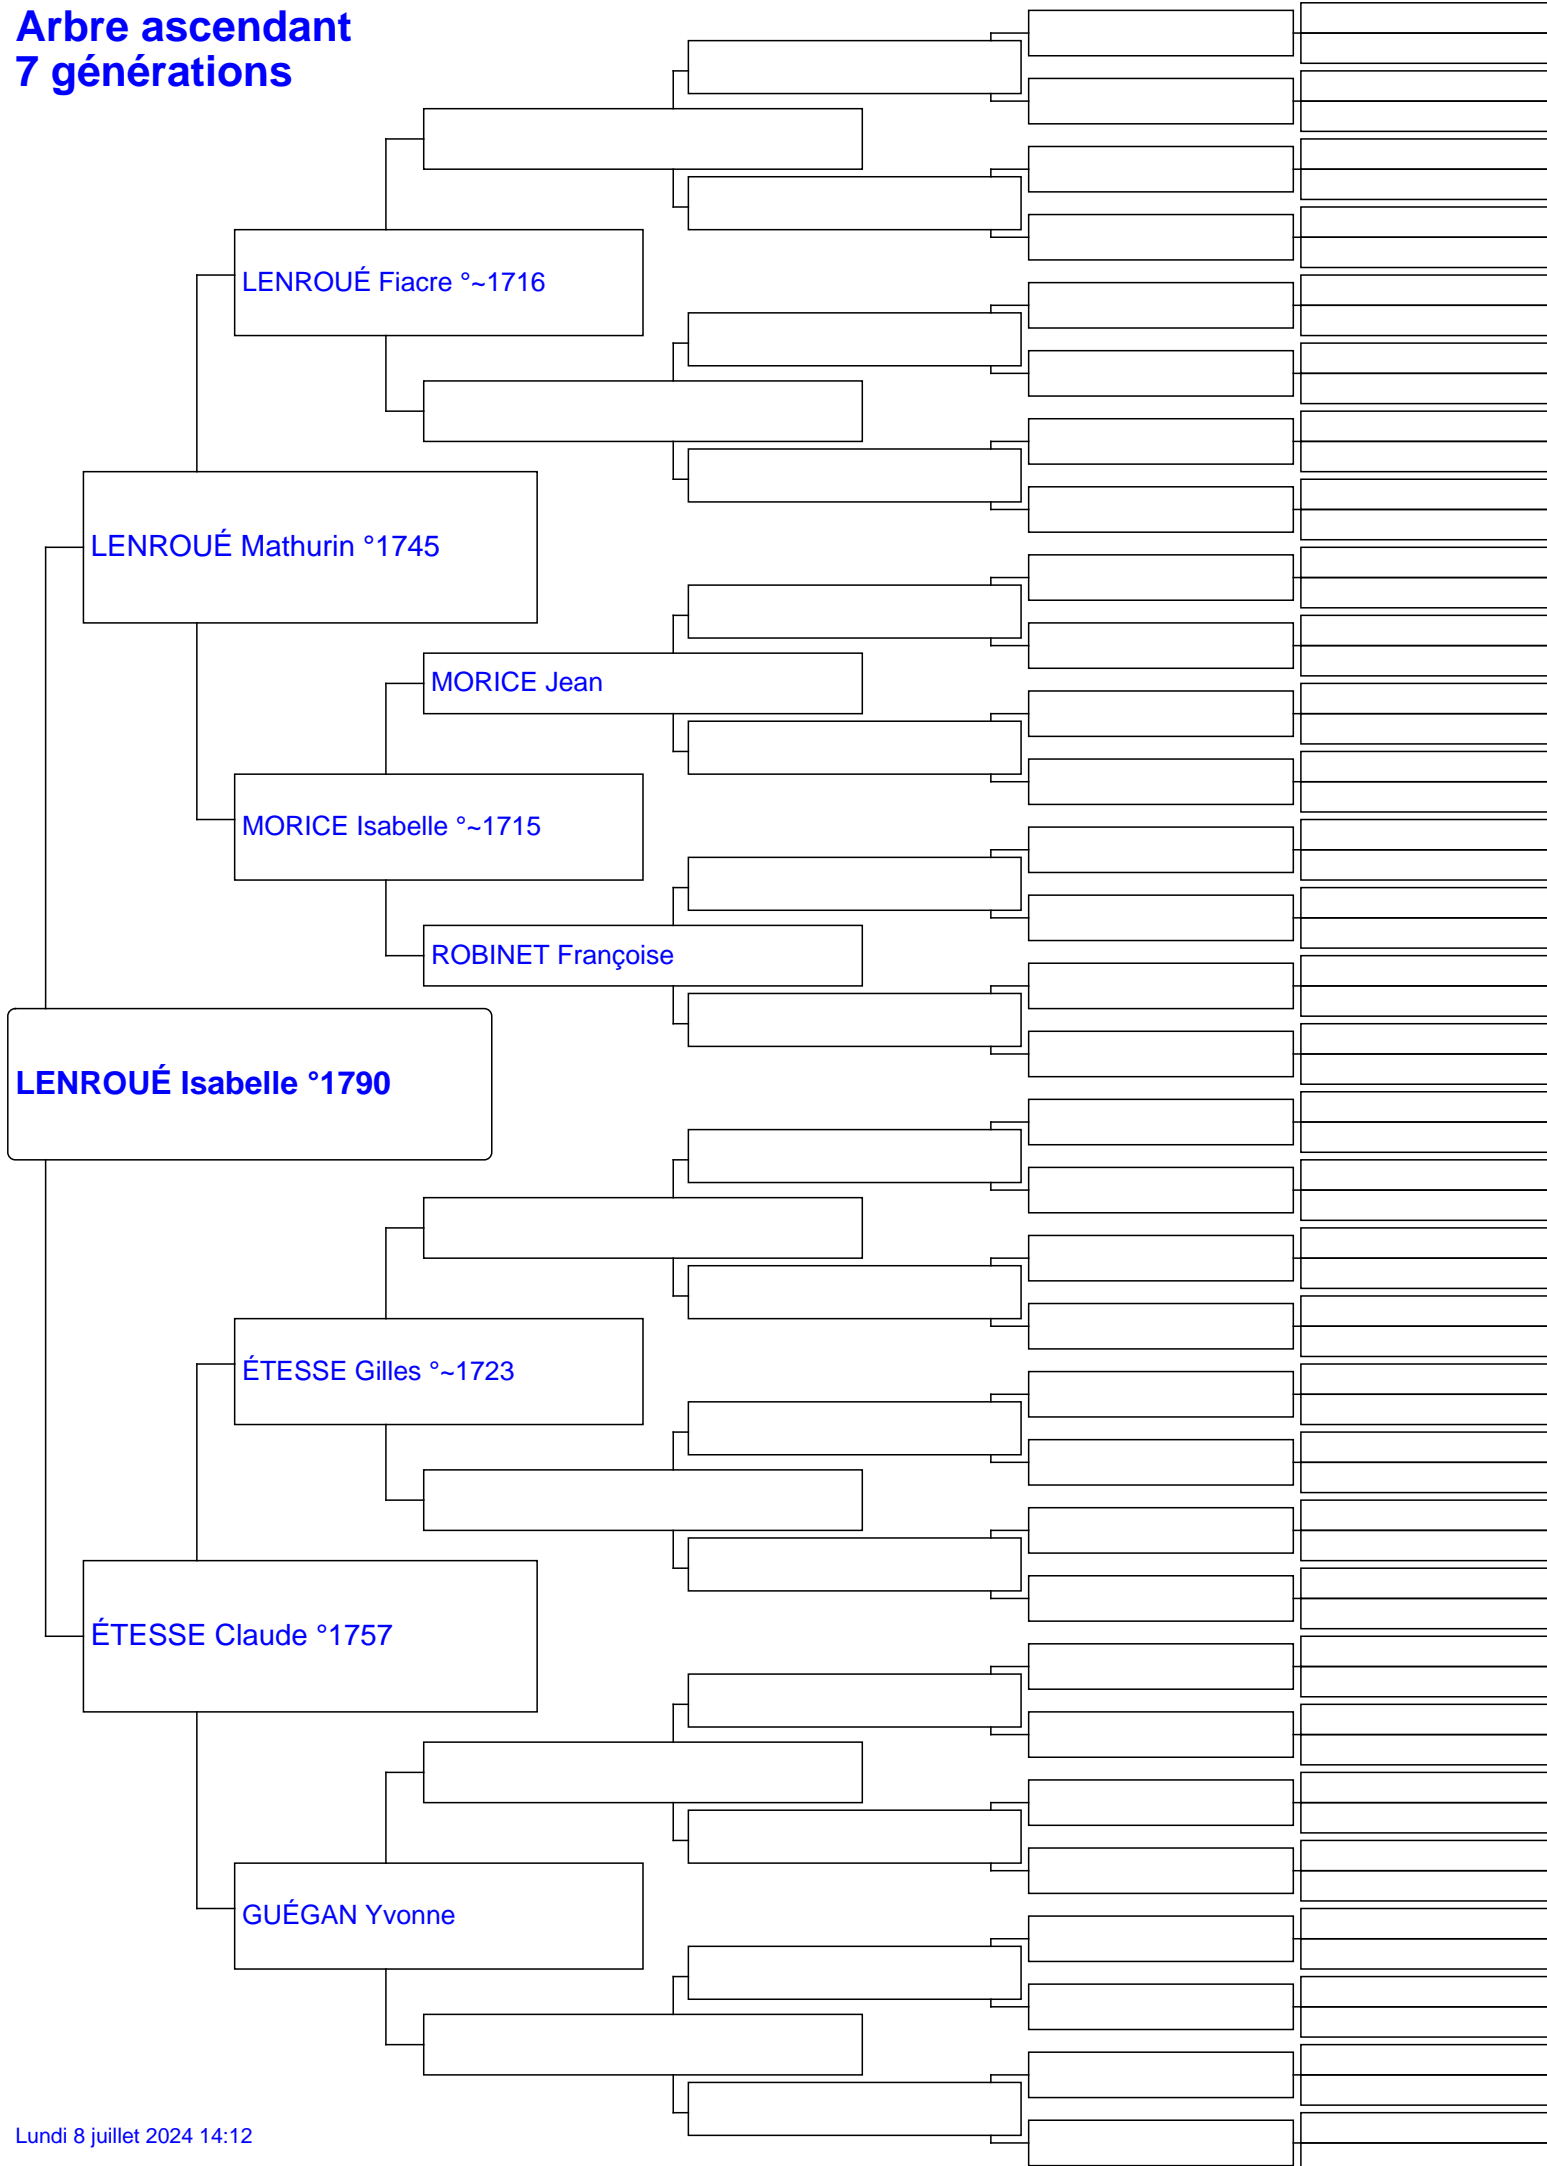 Arbre ascendant
7 générations
LENROUÉ Fiacre °~1716
LENROUÉ Mathurin °1745
MORICE Jean
MORICE Isabelle °~1715
ROBINET Françoise
LENROUÉ Isabelle °1790
ÉTESSE Gilles °~1723
ÉTESSE Claude °1757
GUÉGAN Yvonne
Lundi 8 juillet 2024 14:12